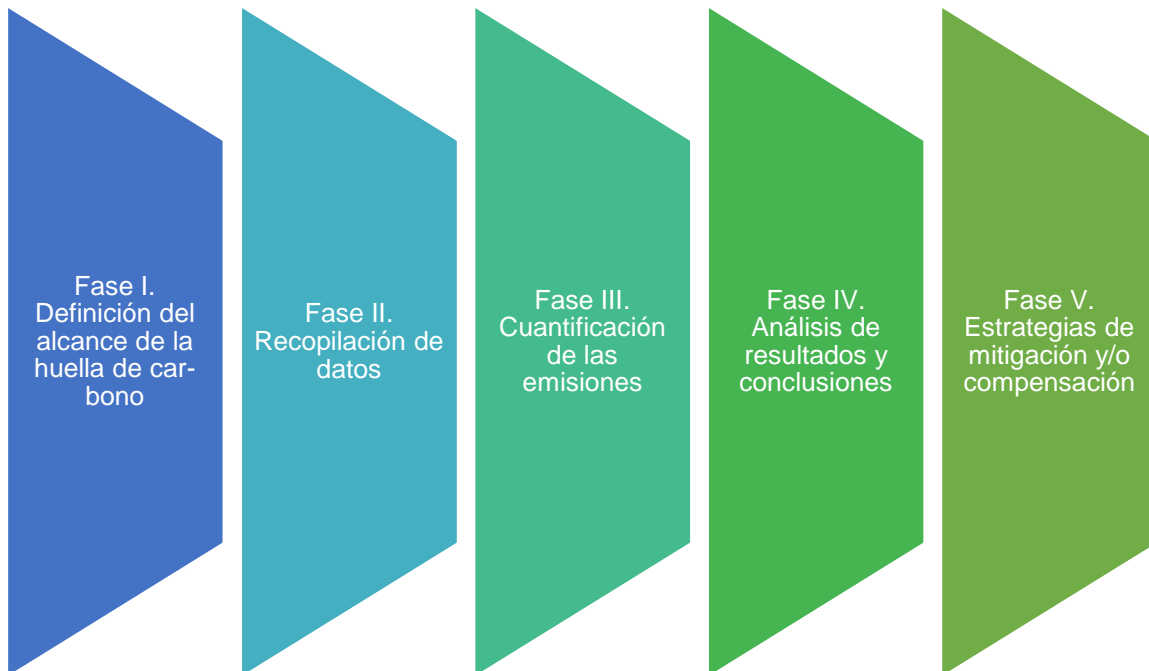 Fase I.
Definición del
alcance de la
huella de car-
bono
Fase II.
Recopilación de
datos
Fase III.
Cuantificación
de las
emisiones
Fase IV.
Análisis de
resultados y
conclusiones
Fase V.
Estrategias de
mitigación y/o
compensación